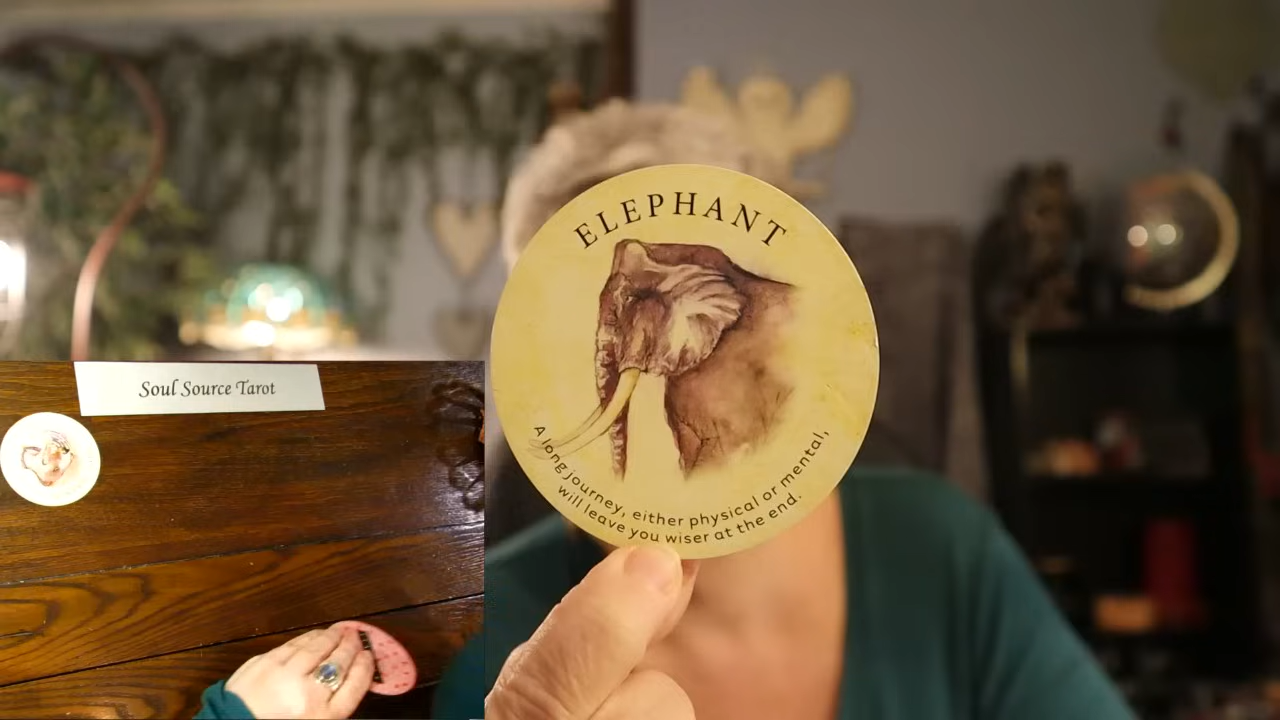 ELEPHANT
A long journey, either physical or mental,
will leave you wiser at the end.
Soul Source Tarot